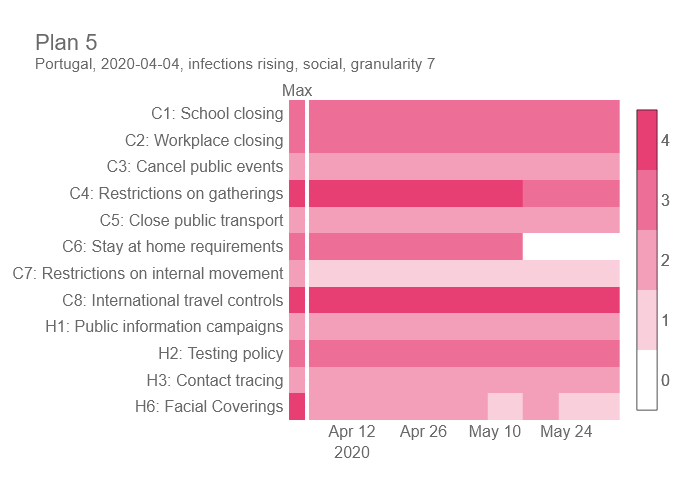 Plan 5
Portugal, 2020-04-04, infections rising, social, granularity 7
Max
C1: School closing
C2: Workplace closing
C3: Cancel public events
C4: Restrictions on gatherings
C5: Close public transport
C6: Stay at home requirements
C7: Restrictions on internal movement
C8: International travel controls
H1: Public information campaigns
H2: Testing policy
H3: Contact tracing
H6: Facial Coverings
Apr 12 Apr 26 May 10 May 24
2020
4
3
2
1
0